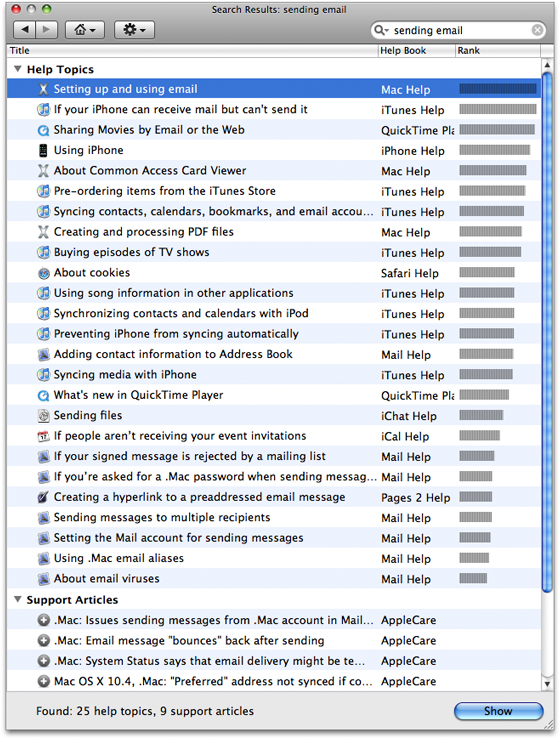 Search Results: sending email
sending email
Title Help Book Rank
Help Topics
Setting up and using email Mac Help
If your iPhone can receive mail but can't send it iTunes Help
Sharing Movies by Email or the Web QuickTime Pla
Using iPhone iPhone Help
About Common Access Card Viewer Mac Help
Pre-ordering items from the iTunes Store iTunes Help
Syncing contacts, calendars, bookmarks, and email accou... iTunes Help
Creating and processing PDF files Mac Help
Buying episodes of TV shows iTunes Help
About cookies Safari Help
Using song information in other applications iTunes Help
Synchronizing contacts and calendars with iPod iTunes Help
Preventing iPhone from syncing automatically iTunes Help
Adding contact information to Address Book Mail Help
Syncing media with iPhone iTunes Help
What's new in QuickTime Player QuickTime Pla
Sending files iChat Help
If people aren't receiving your event invitations iCal Help
If your signed message is rejected by a mailing list Mail Help
If you're asked for a .Mac password when sending messag... Mail Help
Creating a hyperlink to a preaddressed email message Pages 2 Help
Sending messages to multiple recipients Mail Help
Setting the Mail account for sending messages Mail Help
Using .Mac email aliases Mail Help
About email viruses Mail Help
Support Articles
.Mac: Issues sending messages from .Mac account in Mail... AppleCare
.Mac: Email message "bounces" back after sending AppleCare
.Mac: System Status says that email delivery might be te... AppleCare
Mac OS X 10.4, .Mac: "Preferred" address not synced if co... AppleCare
Found: 25 help topics, 9 support articles Show